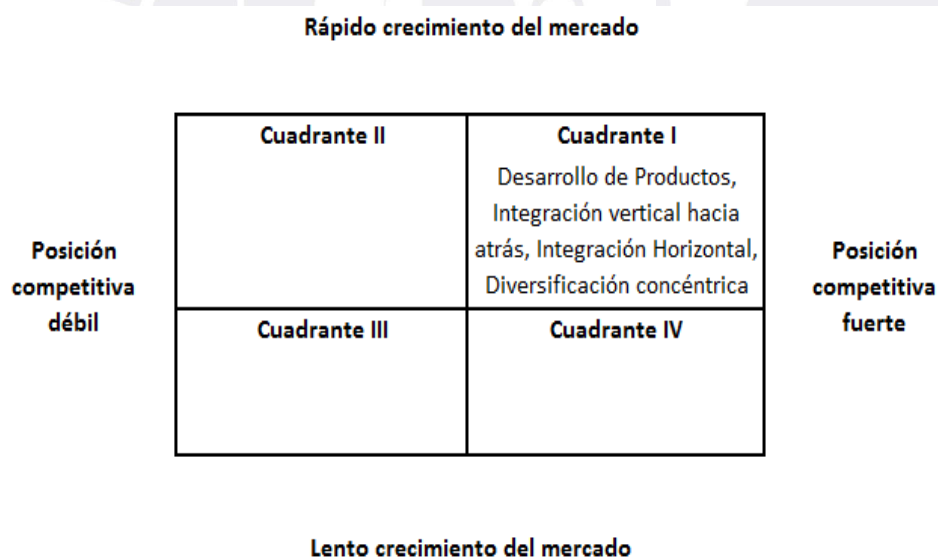 Rápido crecimiento del mercado
Cuadrante II
Cuadrante I
Desarrollo de Productos,
Integración vertical hacia
atrás, Integración Horizontal,
Diversificación concéntrica
Posición
competitiva
débil
Posición
competitiva
fuerte
Cuadrante III
Cuadrante IV
Lento crecimiento del mercado